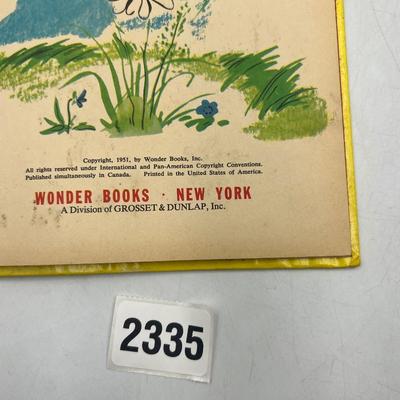 Copyright, 1951, by Wonder Books, Inc.
All rights reserved under International and Pan-American Copyright Conventions.
Published simultaneously in Canada. Printed in the United States of America.
WONDER BOOKS · NEW YORK
A Division of GROSSET & DUNLAP, Inc.
2335